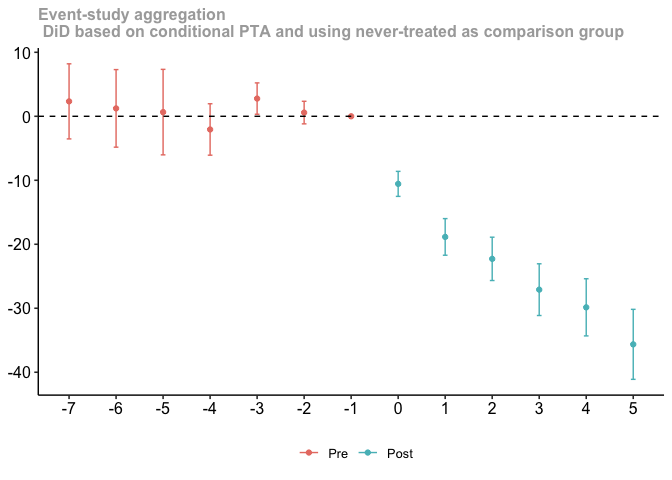 Event-study aggregation
DiD based on conditional PTA and using never-treated as comparison group
10
0
-10
-20
-30
-40
-7 -6 -5 -4 -3 -2 -1 0 1 2 3 4 5
Pre Post